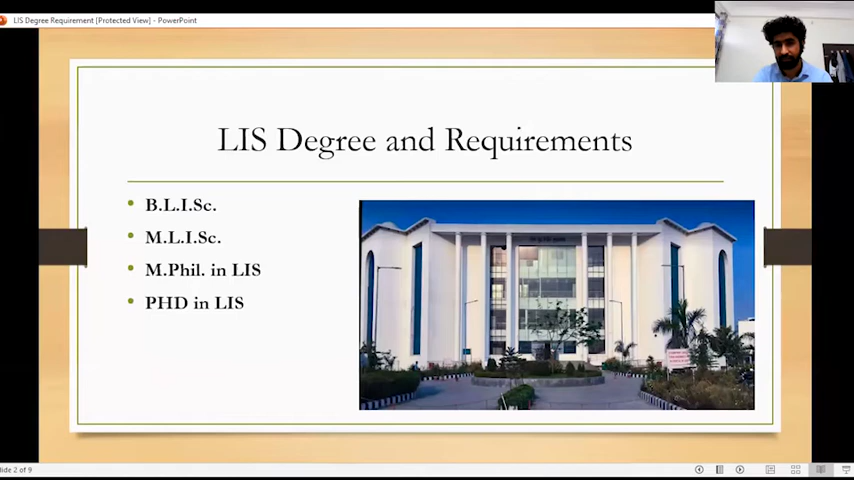 LIS Degree Requirement [Protected View] - PowerPoint
LIS Degree and Requirements
B.L.I.Sc.
M.L.I.Sc.
M.Phil. in LIS
PHD in LIS
lide 2 of 9